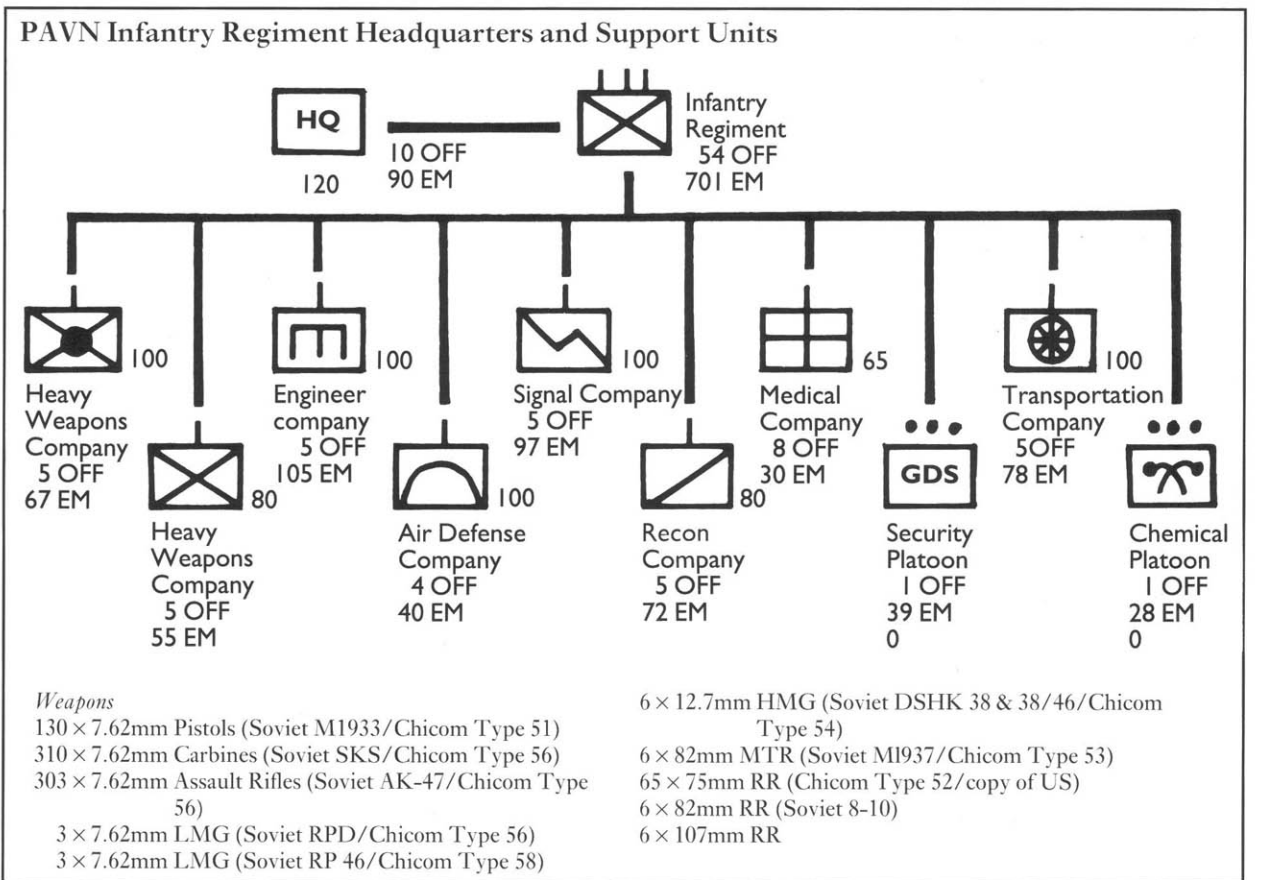 PAVN Infantry Regiment Headquarters and Support Units
HQ
10 OFF
90 EM
120
Infantry
Regiment
54 OFF
701 EM
100
Heavy
Weapons
Company
5 OFF
67 EM
80
Heavy
Weapons
Company
5 OFF
55 EM
100
Engineer
company
5 OFF
105 EM
100
Air Defense
Company
4 OFF
40 EM
100
Signal Company
5 OFF
97 EM
80
Recon
Company
5 OFF
72 EM
65
Medical
Company
8 OFF
30 EM
GDS
Security
Platoon
1 OFF
39 EM
0
100
Transportation
Company
5OFF
78 EM
Chemical
Platoon
1 OFF
28 EM
0
Weapons
130 × 7.62mm Pistols (Soviet M1933/Chicom Type 51)
310 × 7.62mm Carbines (Soviet SKS/Chicom Type 56)
303 × 7.62mm Assault Rifles (Soviet AK-47/Chicom Type
56)
3 × 7.62mm LMG (Soviet RPD/Chicom Type 56)
3 × 7.62mm LMG (Soviet RP 46/Chicom Type 58)
6 × 12.7mm HMG (Soviet DSHK 38 & 38/46/Chicom
Type 54)
6 × 82mm MTR (Soviet M1937/Chicom Type 53)
65 × 75mm RR (Chicom Type 52/copy of US)
6 × 82mm RR (Soviet 8-10)
6 × 107mm RR